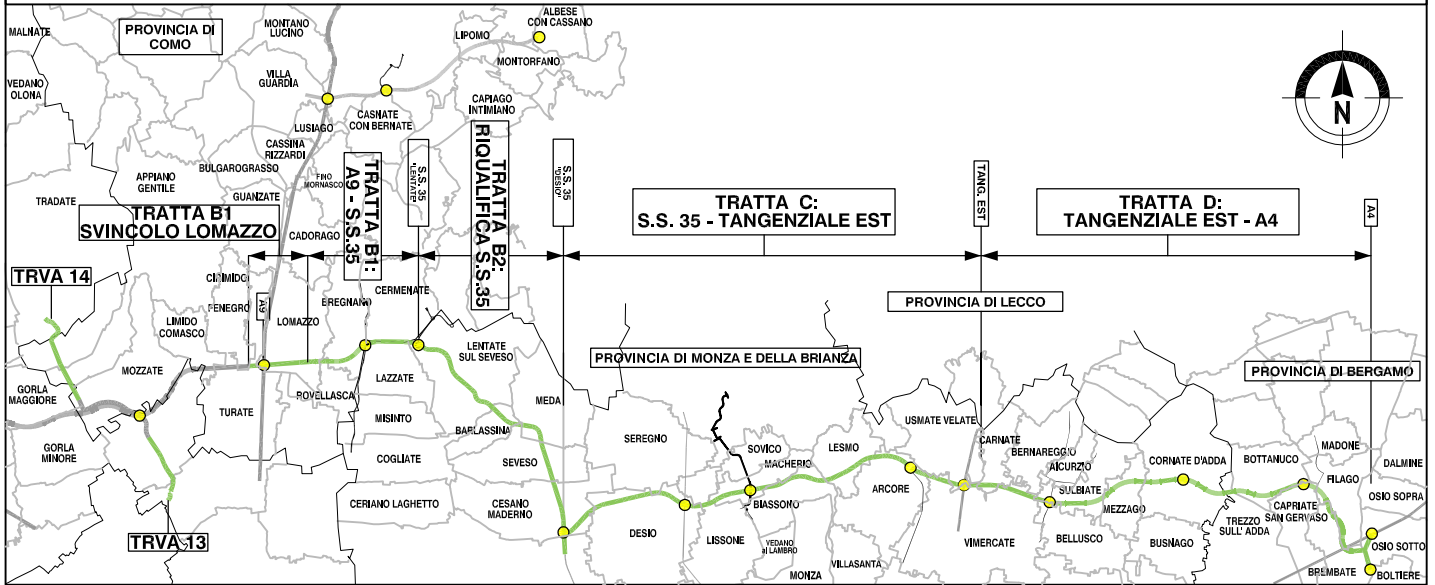 MALNATE
PROVINCIA DI
COMO
MONTANO
LUCINO
LIPOMO
ALBESE
CON CASSANO
MONTORFANO
VEDANO
OLONA
VILLA
GUARDIA
CAPIAGO
INTIMIANO
CASNATE
CON BERNATE
LUSIAGO
CASSINA
RIZZARDI
BULGAROGRASSO
FINO
MORNASCO
APPIANO
GENTILE
GUANZATE
TRADATE
CADORAGO
TRATTA B1
SVINCOLO LOMAZZO
TRATTA B1:
A9 - S.S.35
S.S. 35
"LENTATE"
TRATTA B2:
RIQUALIFICA S.S.35
S.S. 35
"DESIO"
TRATTA C:
S.S. 35 - TANGENZIALE EST
TANG. EST
TRATTA D:
TANGENZIALE EST - A4
A4
N
TRVA 14
CIRIMIDO
FENEGRO
A9
LOMAZZO
BREGNANO
CERMENATE
LIMIDO
COMASCO
MOZZATE
LENTATE
SUL SEVESO
PROVINCIA DI LECCO
PROVINCIA DI MONZA E DELLA BRIANZA
PROVINCIA DI BERGAMO
GORLA
MAGGIORE
GORLA
MINORE
TURATE
ROVELLASCA
LAZZATE
MISINTO
COGLIATE
CERIANO LAGHETTO
BARLASSINA
MEDA
SEVESO
CESANO
MADERNO
SEREGNO
DESIO
LISSONE
SOVICO
MACHERIO
BIASSONO
VEDANO
al LAMBRO
MONZA
VILLASANTA
LESMO
ARCORE
USMATE VELATE
CARNATE
VIMERCATE
BERNAREGGIO
AICURZIO
SULBIATE
BELLUSCO
MEZZAGO
BUSNAGO
CORNATE D'ADDA
TREZZO
SULL' ADDA
BOTTANUCO
CAPRIATE
SAN GERVASO
MADONE
FILAGO
DALMINE
OSIO SOPRA
OSIO SOTTO
BREMBATE
BOLTIERE
TRVA 13